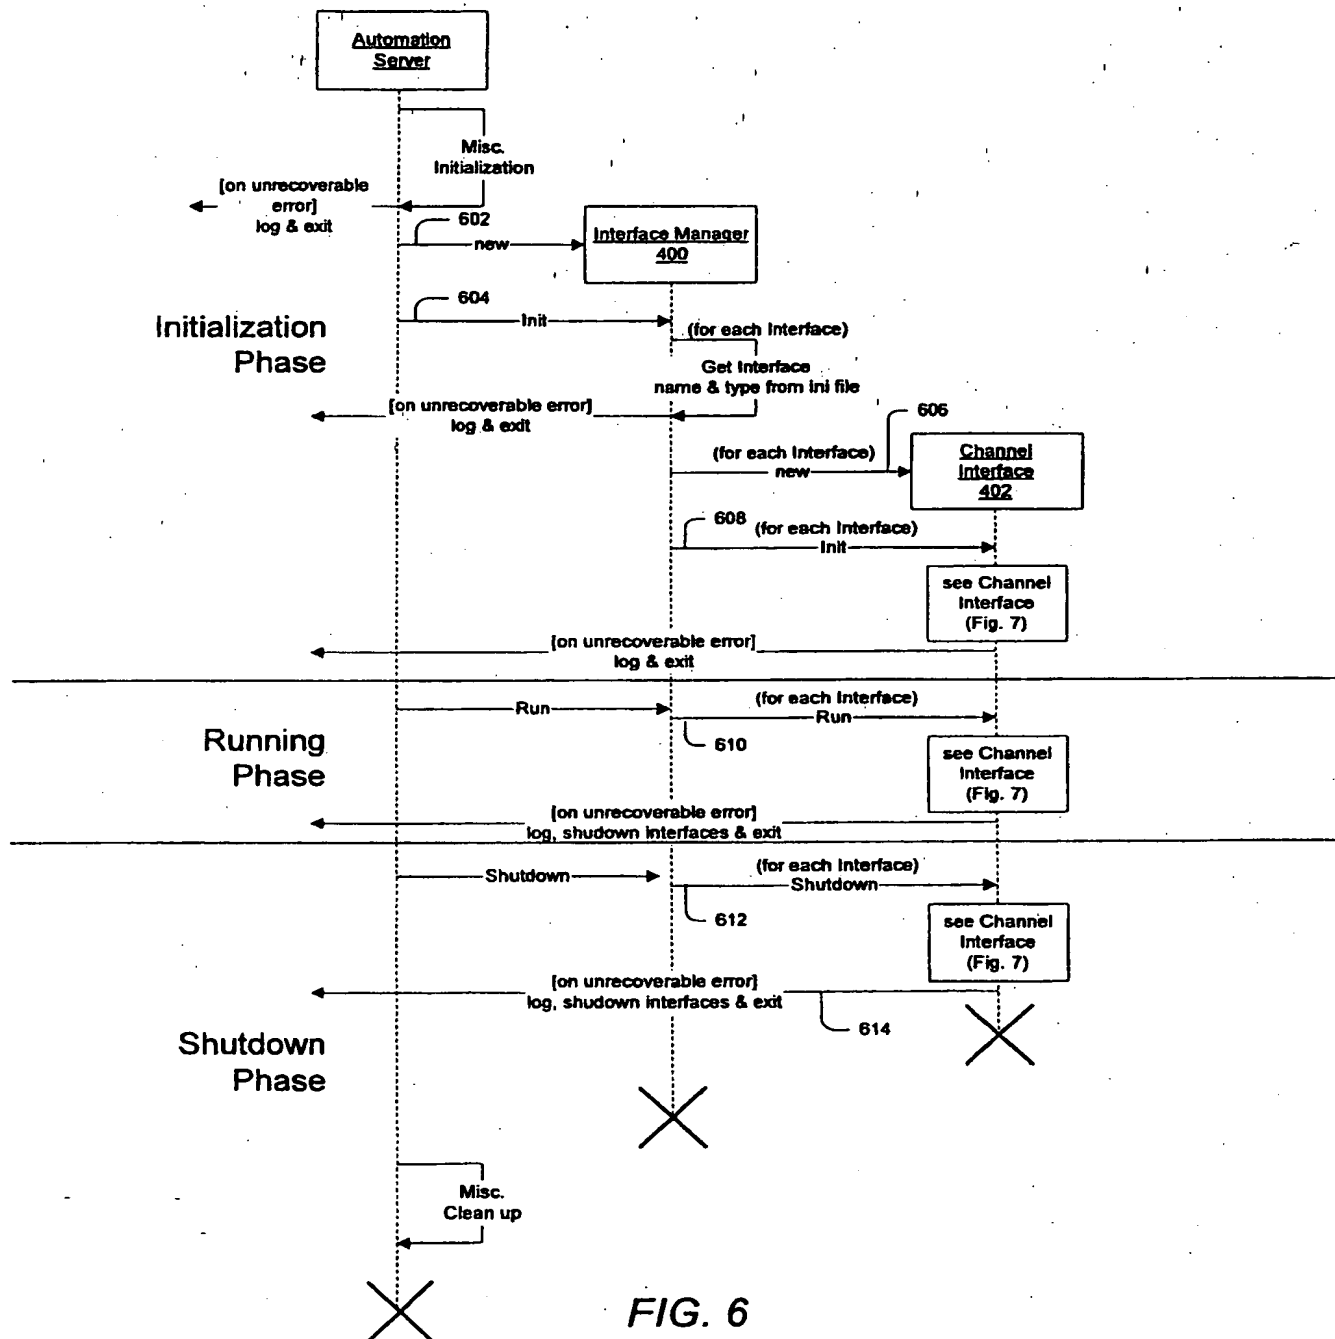 Automation
Server
Misc.
Initialization
[on unrecoverable
error]
log & exit
602
new
Interface Manager
400
604
Init
(for each Interface)
Initialization
Phase
Get Interface
name & type from ini file
[on unrecoverable error]
log & exit
606
(for each Interface)
new
Channel
Interface
402
608
(for each Interface)
Init
see Channel
Interface
(Fig. 7)
[on unrecoverable error]
log & exit
Run
(for each Interface)
Run
610
Running
Phase
see Channel
Interface
(Fig. 7)
[on unrecoverable error]
log, shudown interfaces & exit
Shutdown
(for each Interface)
Shutdown
612
see Channel
Interface
(Fig. 7)
[on unrecoverable error]
log, shudown interfaces & exit
614
Shutdown
Phase
Misc.
Clean up
FIG. 6